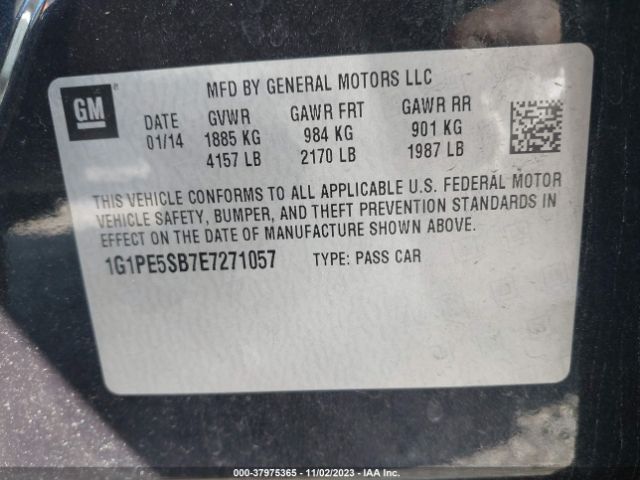 GM
MFD BY GENERAL MOTORS LLC
DATE GVWR GAWR FRT GAWR RR
01/14 1885 KG 984 KG 901 KG
4157 LB 2170 LB 1987 LB
THIS VEHICLE CONFORMS TO ALL APPLICABLE U.S. FEDERAL MOTOR
VEHICLE SAFETY, BUMPER, AND THEFT PREVENTION STANDARDS IN
EFFECT ON THE DATE OF MANUFACTURE SHOWN ABOVE.
1G1PE5SB7E7271057 TYPE: PASS CAR
000-37975365 - 11/02/2023 - IAA Inc.